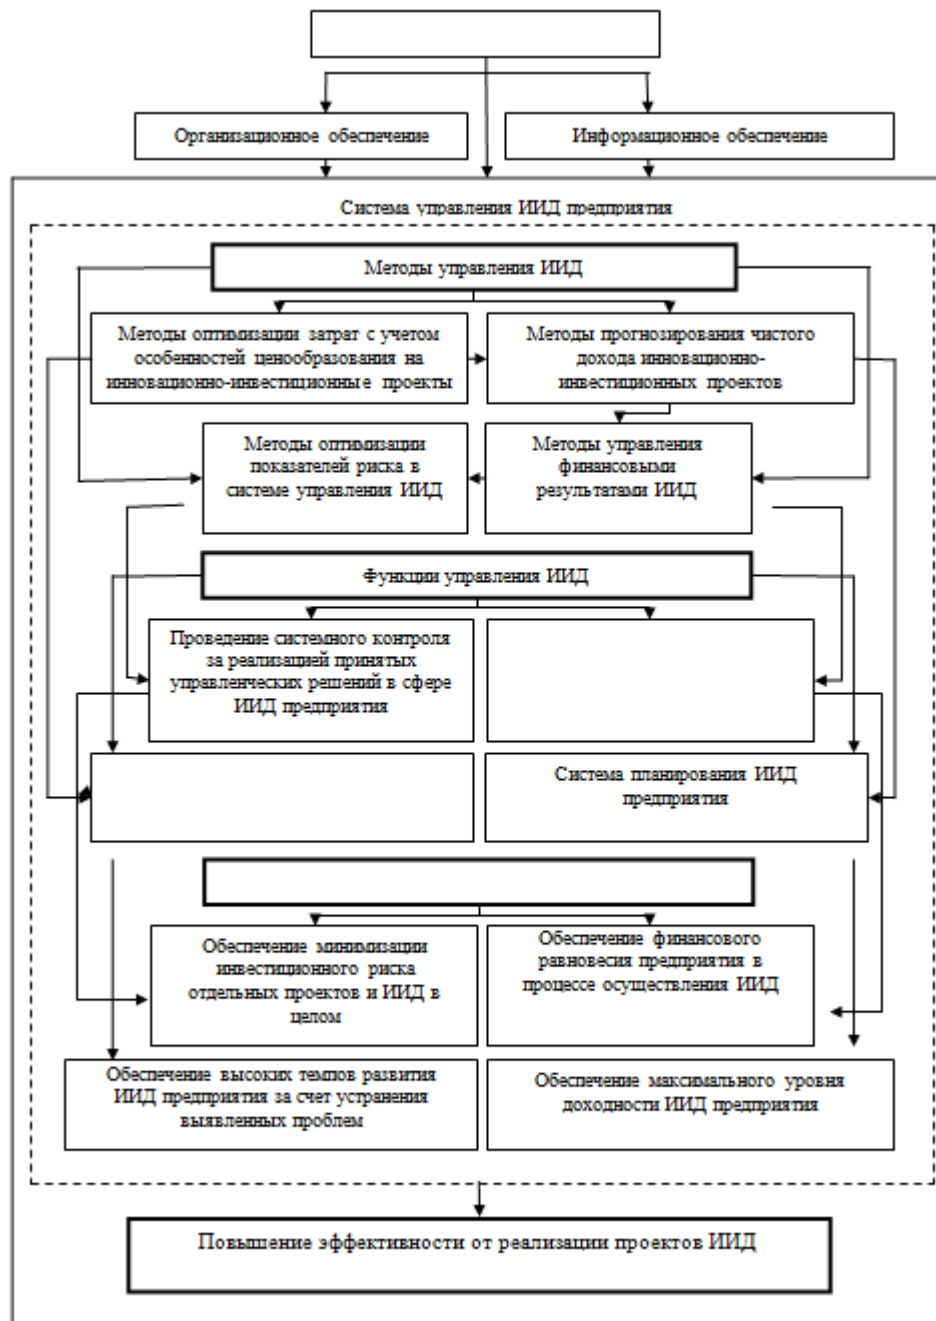 Организационное обеспечение
Информационное обеспечение
Система управления ИИД предприятия
Методы управления ИИД
Методы оптимизации затрат с учетом
особенностей ценообразования на
инновационно-инвестиционные проекты
Методы прогнозирования чистого
дохода инновационно-
инвестиционных проектов
Методы оптимизации
показателей риска в
системе управления ИИД
Методы управления
финансовыми
результатами ИИД
Функции управления ИИД
Проведение системного контроля
за реализацией принятых
управленческих решений в сфере
ИИД предприятия
Система планирования ИИД
предприятия
Обеспечение минимизации
инвестиционного риска
отдельных проектов и ИИД в
целом
Обеспечение финансового
равновесия предприятия в
процессе осуществления ИИД
Обеспечение высоких темпов развития
ИИД предприятия за счет устранения
выявленных проблем
Обеспечение максимального уровня
доходности ИИД предприятия
Повышение эффективности от реализации проектов ИИД